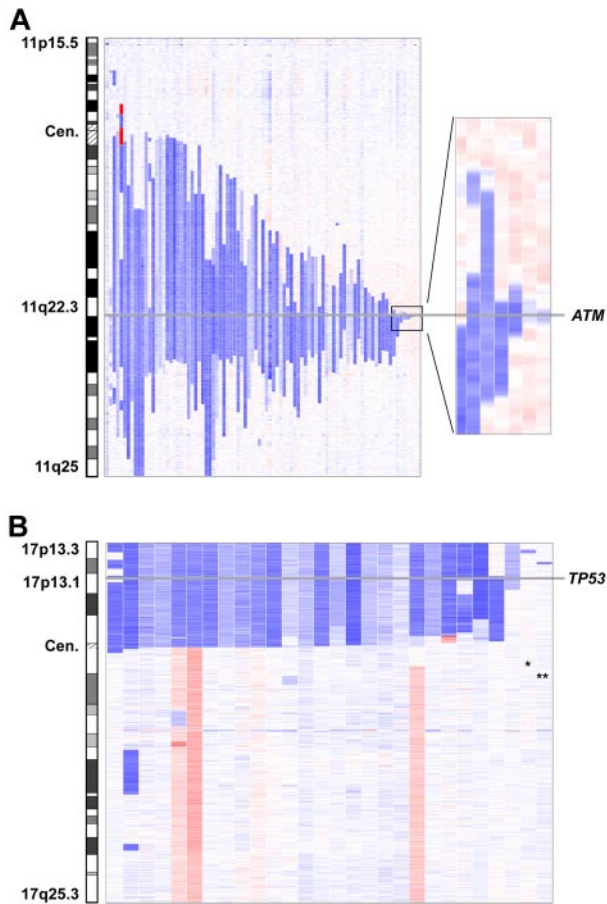 A
11p15.5
Cen.
11q22.3
ATM
11q25
B
17p13.3
17p13.1
TP53
Cen.
*
**
17q25.3